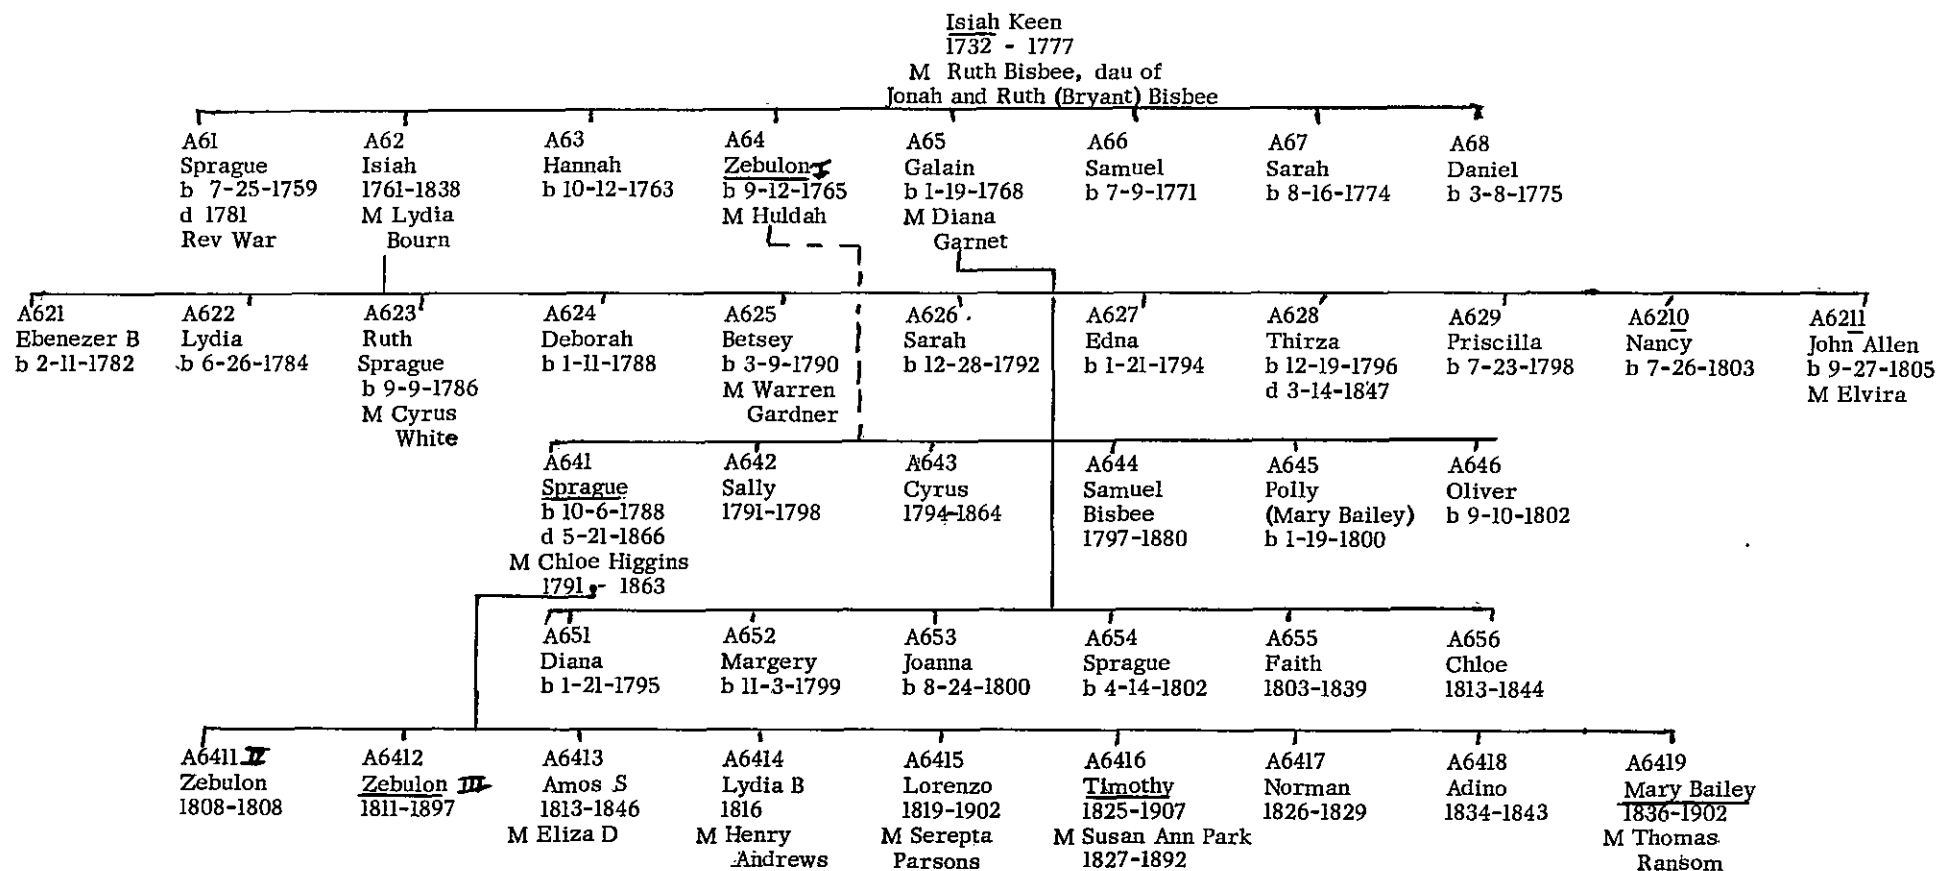 Isiah Keen
1732 - 1777
M Ruth Bisbee, dau of
Jonah and Ruth (Bryant) Bisbee
A61
Sprague
b 7-25-1759
d 1781
Rev War
A62
Isiah
1761-1838
M Lydia
Bourn
A63
Hannah
b 10-12-1763
A64
Zebulon I
b 9-12-1765
M Huldah
A65
Galain
b 1-19-1768
M Diana
Garnet
A66
Samuel
b 7-9-1771
A67
Sarah
b 8-16-1774
A68
Daniel
b 3-8-1775
A621
Ebenezer B
b 2-11-1782
A622
Lydia
b 6-26-1784
A623
Ruth
Sprague
b 9-9-1786
M Cyrus
White
A624
Deborah
b 1-11-1788
A625
Betsey
b 3-9-1790
M Warren
Gardner
A626
Sarah
b 12-28-1792
A627
Edna
b 1-21-1794
A628
Thirza
b 12-19-1796
d 3-14-1847
A629
Priscilla
b 7-23-1798
A6210
Nancy
b 7-26-1803
A6211
John Allen
b 9-27-1805
M Elvira
A641
Sprague
b 10-6-1788
d 5-21-1866
M Chloe Higgins
1791 - 1863
A642
Sally
1791-1798
A643
Cyrus
1794-1864
A644
Samuel
Bisbee
1797-1880
A645
Polly
(Mary Bailey)
b 1-19-1800
A646
Oliver
b 9-10-1802
A651
Diana
b 1-21-1795
A652
Margery
b 11-3-1799
A653
Joanna
b 8-24-1800
A654
Sprague
b 4-14-1802
A655
Faith
1803-1839
A656
Chloe
1813-1844
A6411 II
Zebulon
1808-1808
A6412
Zebulon III
1811-1897
A6413
Amos S
1813-1846
M Eliza D
A6414
Lydia B
1816
M Henry
Andrews
A6415
Lorenzo
1819-1902
M Serepta
Parsons
A6416
Timothy
1825-1907
M Susan Ann Park
1827-1892
A6417
Norman
1826-1829
A6418
Adino
1834-1843
A6419
Mary Bailey
1836-1902
M Thomas
Ransom